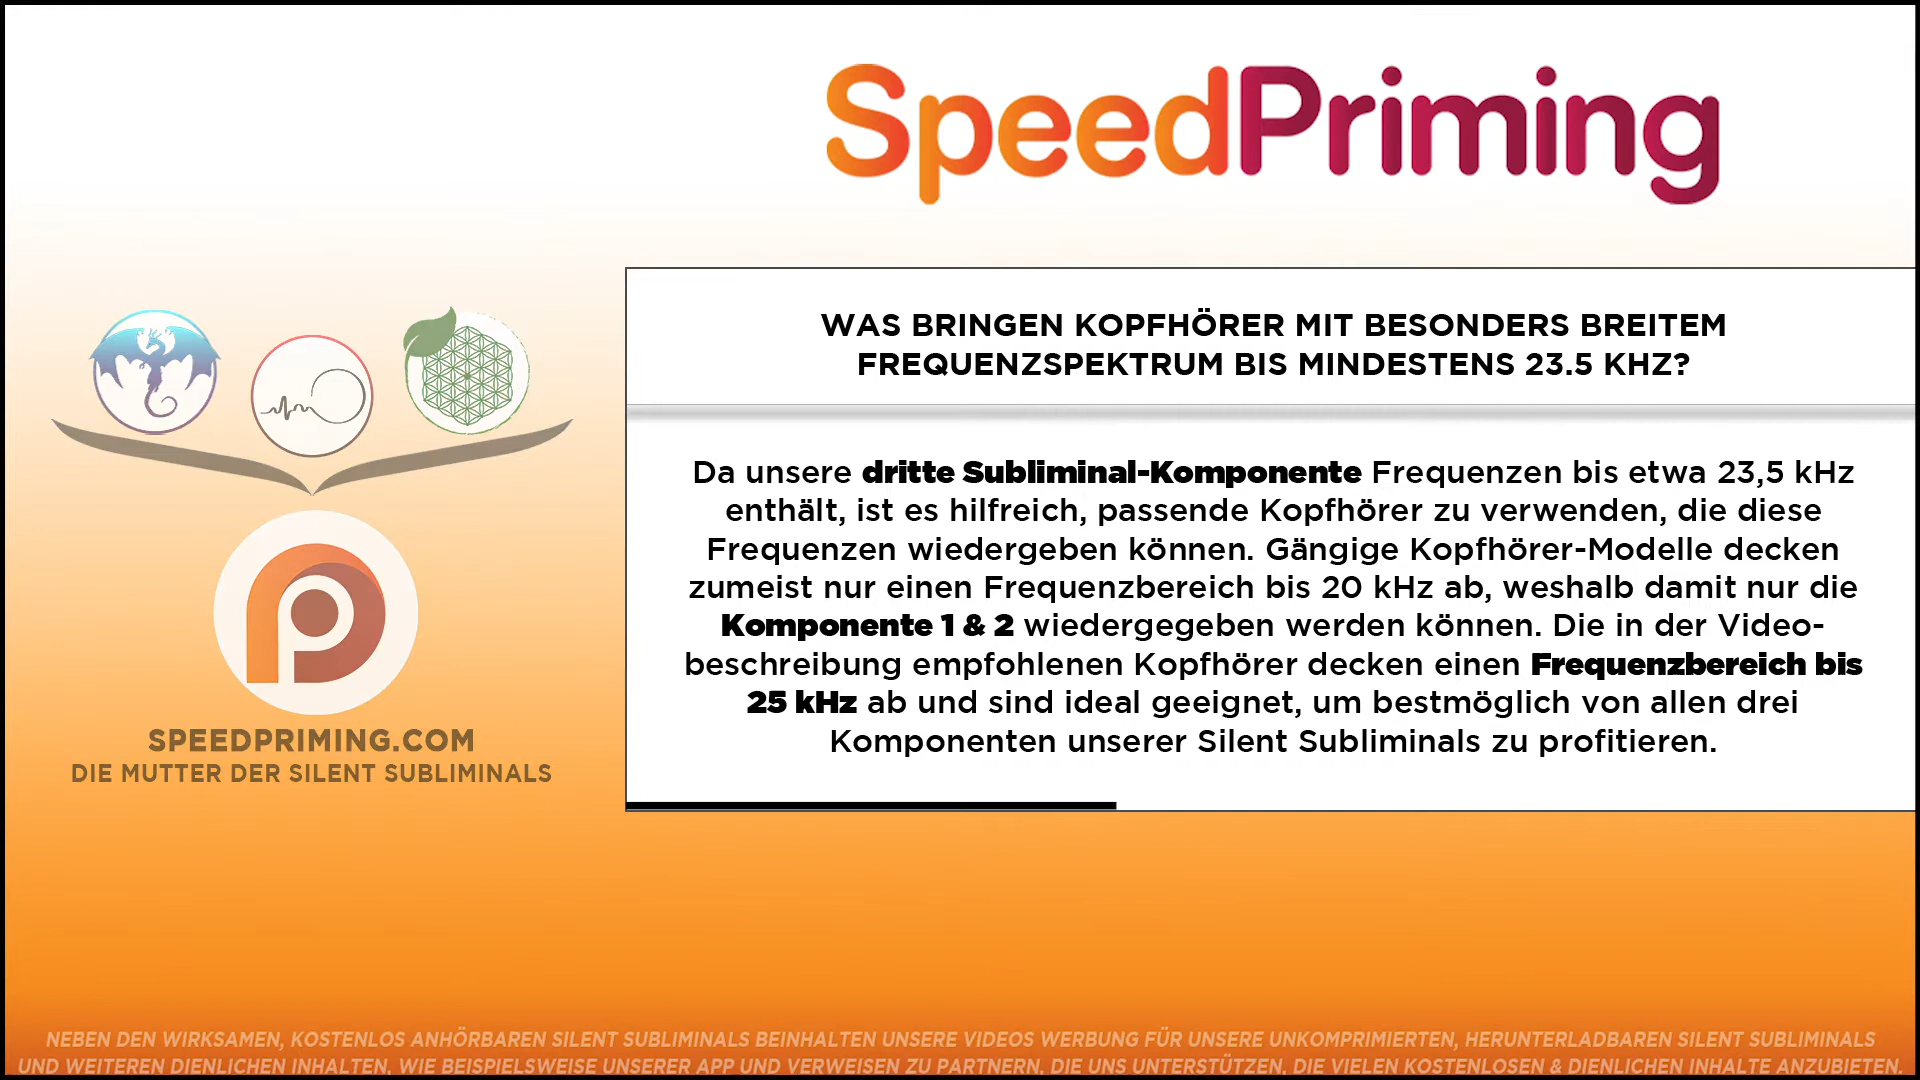 SpeedPriming
WAS BRINGEN KOPFHÖRER MIT BESONDERS BREITEM
FREQUENZSPEKTRUM BIS MINDESTENS 23.5 KHZ?
Da unsere dritte Subliminal-Komponente Frequenzen bis etwa 23,5 kHz
enthält, ist es hilfreich, passende Kopfhörer zu verwenden, die diese
Frequenzen wiedergeben können. Gängige Kopfhörer-Modelle decken
zumeist nur einen Frequenzbereich bis 20 kHz ab, weshalb damit nur die
Komponente 1 & 2 wiedergegeben werden können. Die in der Video-
beschreibung empfohlenen Kopfhörer decken einen Frequenzbereich bis
25 kHz ab und sind ideal geeignet, um bestmöglich von allen drei
Komponenten unserer Silent Subliminals zu profitieren.
SPEEDPRIMING.COM
DIE MUTTER DER SILENT SUBLIMINALS
NEBEN DEN WIRKSAMEN, KOSTENLOS ANHÖRBAREN SILENT SUBLIMINALS BEINHALTEN UNSERE VIDEOS WERBUNG FÜR UNSERE UNKOMPRIMIERTEN, HERUNTERLADBAREN SILENT SUBLIMINALS
UND WEITEREN DIENLICHEN INHALTEN, WIE BEISPIELSWEISE UNSERER APP UND VERWEISEN ZU PARTNERN, DIE UNS UNTERSTÜTZEN, DIE VIELEN KOSTENLOSEN & DIENLICHEN INHALTE ANZUBIETEN.